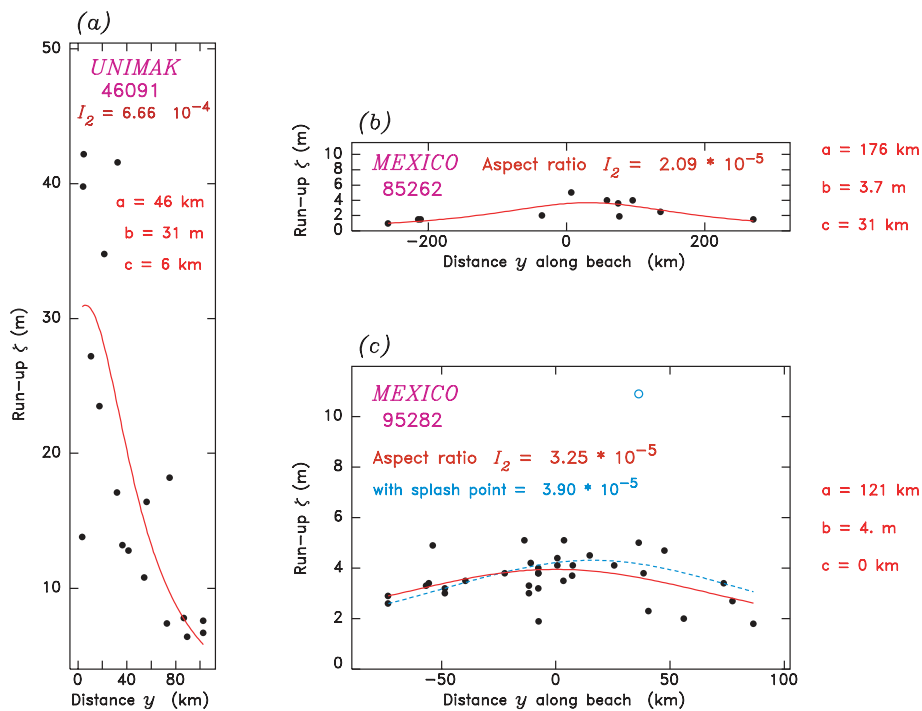 (a)
UNIMAK
46091
I2 = 6.66 10−4
a = 46 km
b = 31 m
c = 6 km
50
40
30
20
10
0 40 80
Run−up ζ (m)
Distance y (km)
(b)
MEXICO
85262
Aspect ratio I2 = 2.09 * 10−5
a = 176 km
b = 3.7 m
c = 31 km
10
8
6
4
2
0
−200 0 200
Run−up ζ (m)
Distance y along beach (km)
(c)
MEXICO
95282
Aspect ratio I2 = 3.25 * 10−5
with splash point = 3.90 * 10−5
a = 121 km
b = 4. m
c = 0 km
10
8
6
4
2
0
−50 0 50 100
Run−up ζ (m)
Distance y along beach (km)